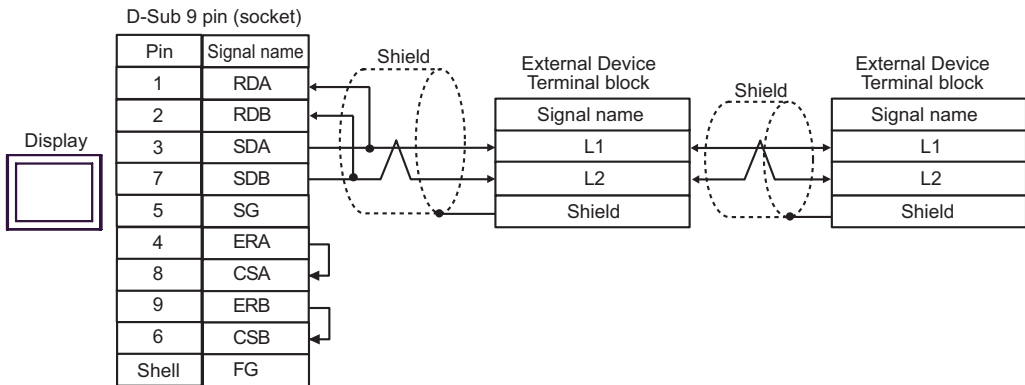 D-Sub 9 pin (socket)
Pin Signal name
1 RDA
2 RDB
3 SDA
7 SDB
5 SG
4 ERA
8 CSA
9 ERB
6 CSB
Shell FG
Display
Shield
External Device
Terminal block
Signal name
L1
L2
Shield
Shield
External Device
Terminal block
Signal name
L1
L2
Shield